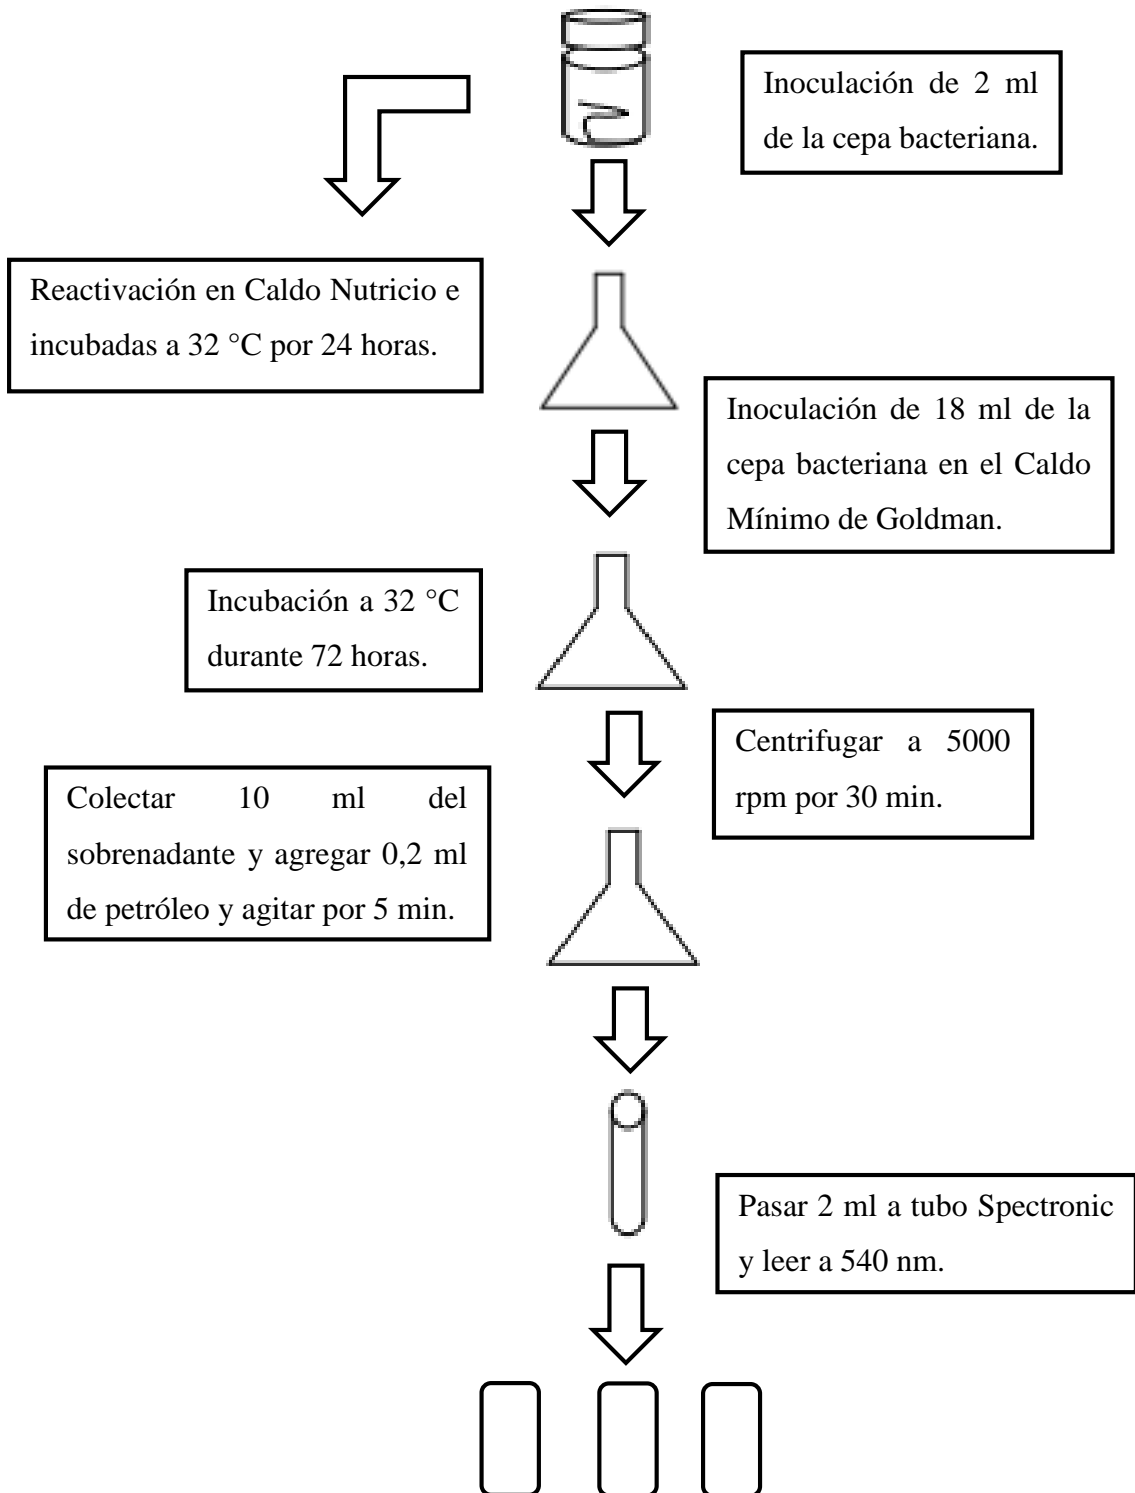 Inoculación de 2 ml
de la cepa bacteriana.
Reactivación en Caldo Nutricio e
incubadas a 32 °C por 24 horas.
Inoculación de 18 ml de la
cepa bacteriana en el Caldo
Mínimo de Goldman.
Incubación a 32 °C
durante 72 horas.
Centrifugar a 5000
rpm por 30 min.
Colectar 10 ml del
sobrenadante y agregar 0,2 ml
de petróleo y agitar por 5 min.
Pasar 2 ml a tubo Spectronic
y leer a 540 nm.